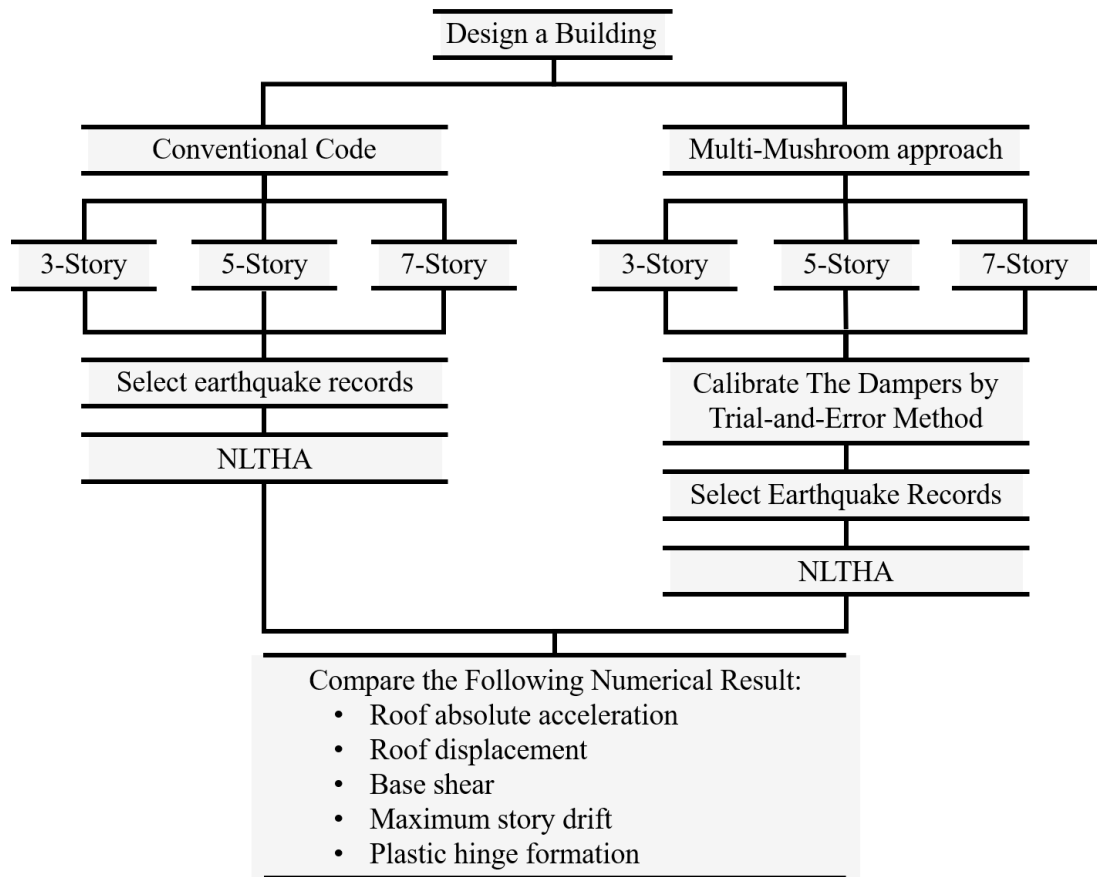 Design a Building
Conventional Code
Multi-Mushroom approach
3-Story
5-Story
7-Story
3-Story
5-Story
7-Story
Select earthquake records
NLTHA
Calibrate The Dampers by
Trial-and-Error Method
Select Earthquake Records
NLTHA
Compare the Following Numerical Result:
• Roof absolute acceleration
• Roof displacement
• Base shear
• Maximum story drift
• Plastic hinge formation